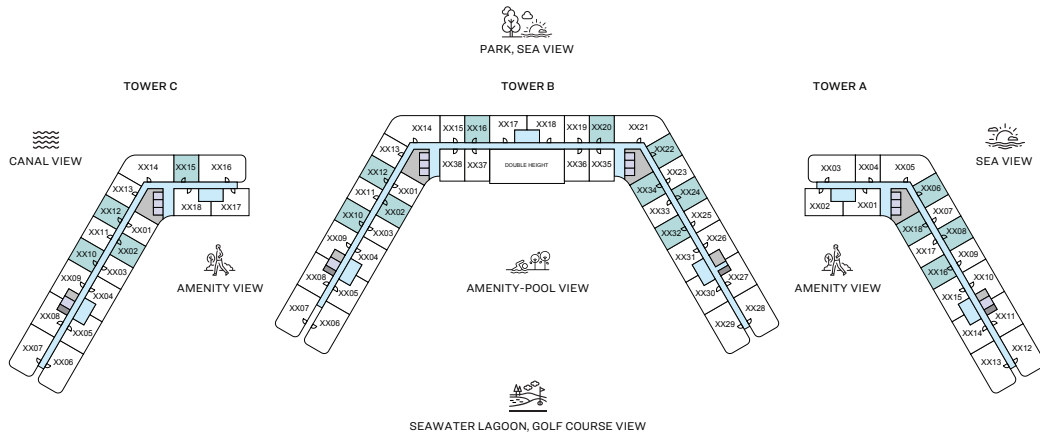 PARK, SEA VIEW
TOWER C
TOWER B
TOWER A
CANAL VIEW
SEA VIEW
XX14
XX15
XX16
XX13
XX12
XX11
XX10
XX09
XX08
XX07
XX18
XX17
XX01
XX02
XX03
XX04
XX05
XX06
AMENITY VIEW
XX14
XX15
XX16
XX17
XX18
XX19
XX20
XX21
XX38
XX37
DOUBLE HEIGHT
XX36
XX35
XX13
XX12
XX11
XX10
XX09
XX08
XX07
XX01
XX02
XX03
XX04
XX05
XX06
XX22
XX23
XX24
XX25
XX26
XX27
XX28
XX34
XX33
XX32
XX31
XX30
XX29
AMENITY-POOL VIEW
XX03
XX04
XX05
XX02
XX01
XX06
XX07
XX08
XX09
XX10
XX11
XX12
XX18
XX17
XX16
XX15
XX14
XX13
AMENITY VIEW
SEAWATER LAGOON, GOLF COURSE VIEW